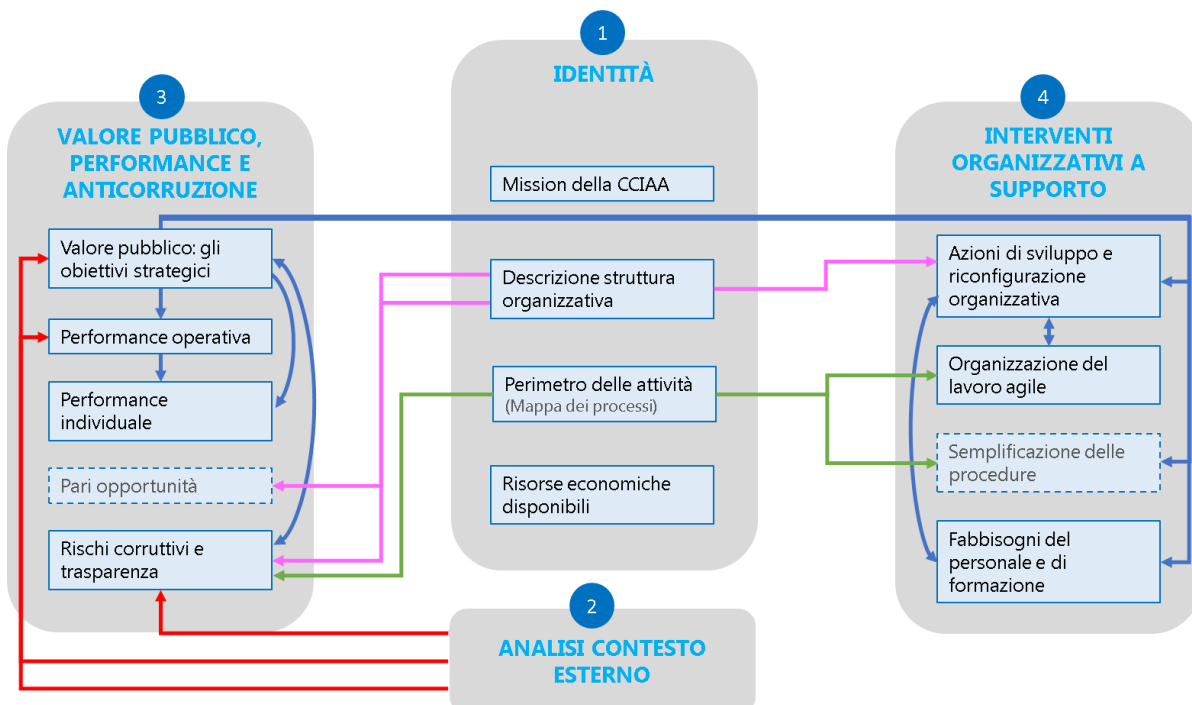 1
IDENTITÀ
Mission della CCIAA
Descrizione struttura
organizzativa
Perimetro delle attività
(Mappa dei processi)
Risorse economiche
disponibili
2
ANALISI CONTESTO
ESTERNO
3
VALORE PUBBLICO,
PERFORMANCE E
ANTICORRUZIONE
Valore pubblico: gli
obiettivi strategici
Performance operativa
Performance
individuale
Pari opportunità
Rischi corruttivi e
trasparenza
4
INTERVENTI
ORGANIZZATIVI A
SUPPORTO
Azioni di sviluppo e
riconfigurazione
organizzativa
Organizzazione del
lavoro agile
Semplificazione delle
procedure
Fabbisogni del
personale e di
formazione